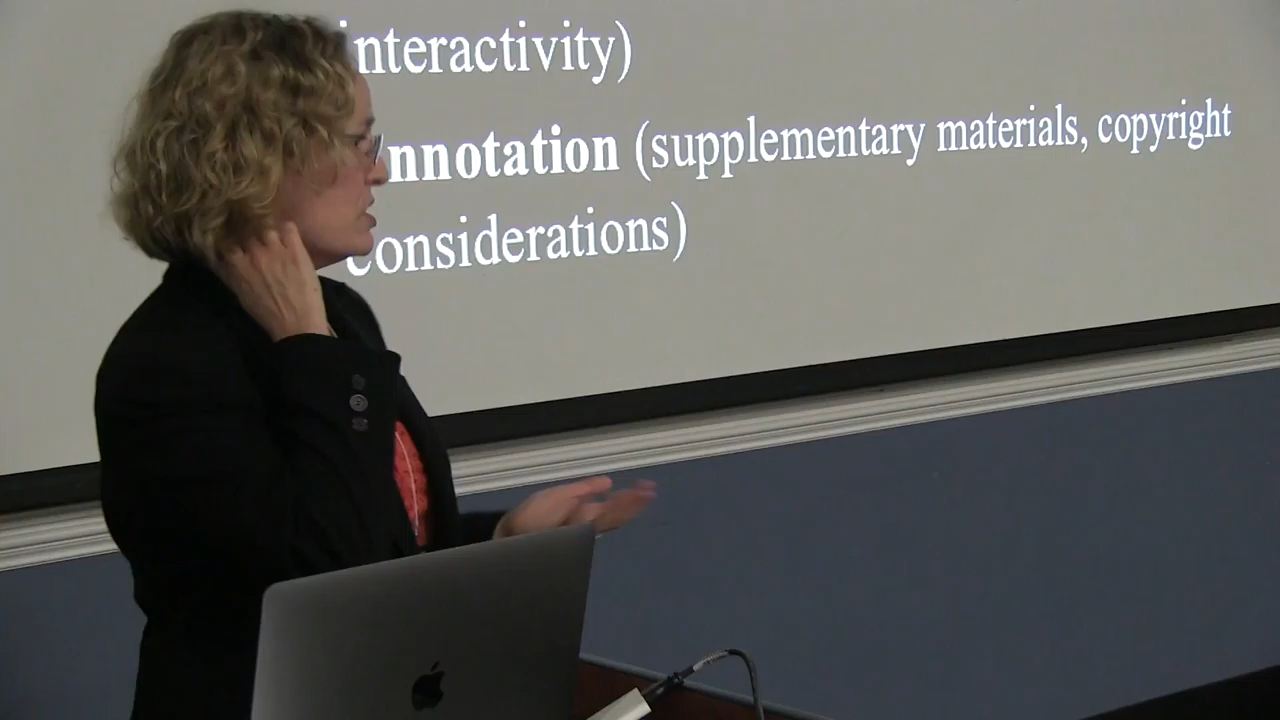 interactivity)
nnotation (supplementary materials, copyright
considerations)